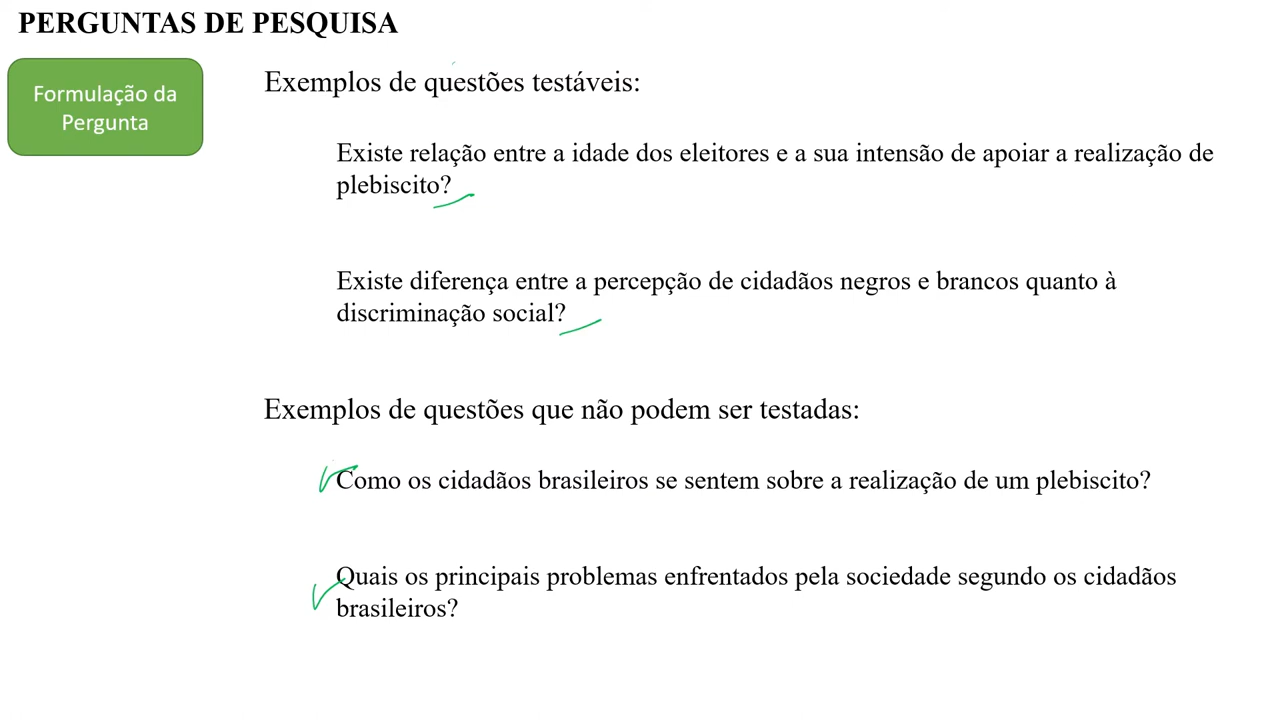 PERGUNTAS DE PESQUISA
Formulação da
Pergunta
Exemplos de questões testáveis:
Existe relação entre a idade dos eleitores e a sua intensão de apoiar a realização de
plebiscito?
Existe diferença entre a percepção de cidadãos negros e brancos quanto à
discriminação social?
Exemplos de questões que não podem ser testadas:
Como os cidadãos brasileiros se sentem sobre a realização de um plebiscito?
Quais os principais problemas enfrentados pela sociedade segundo os cidadãos
brasileiros?